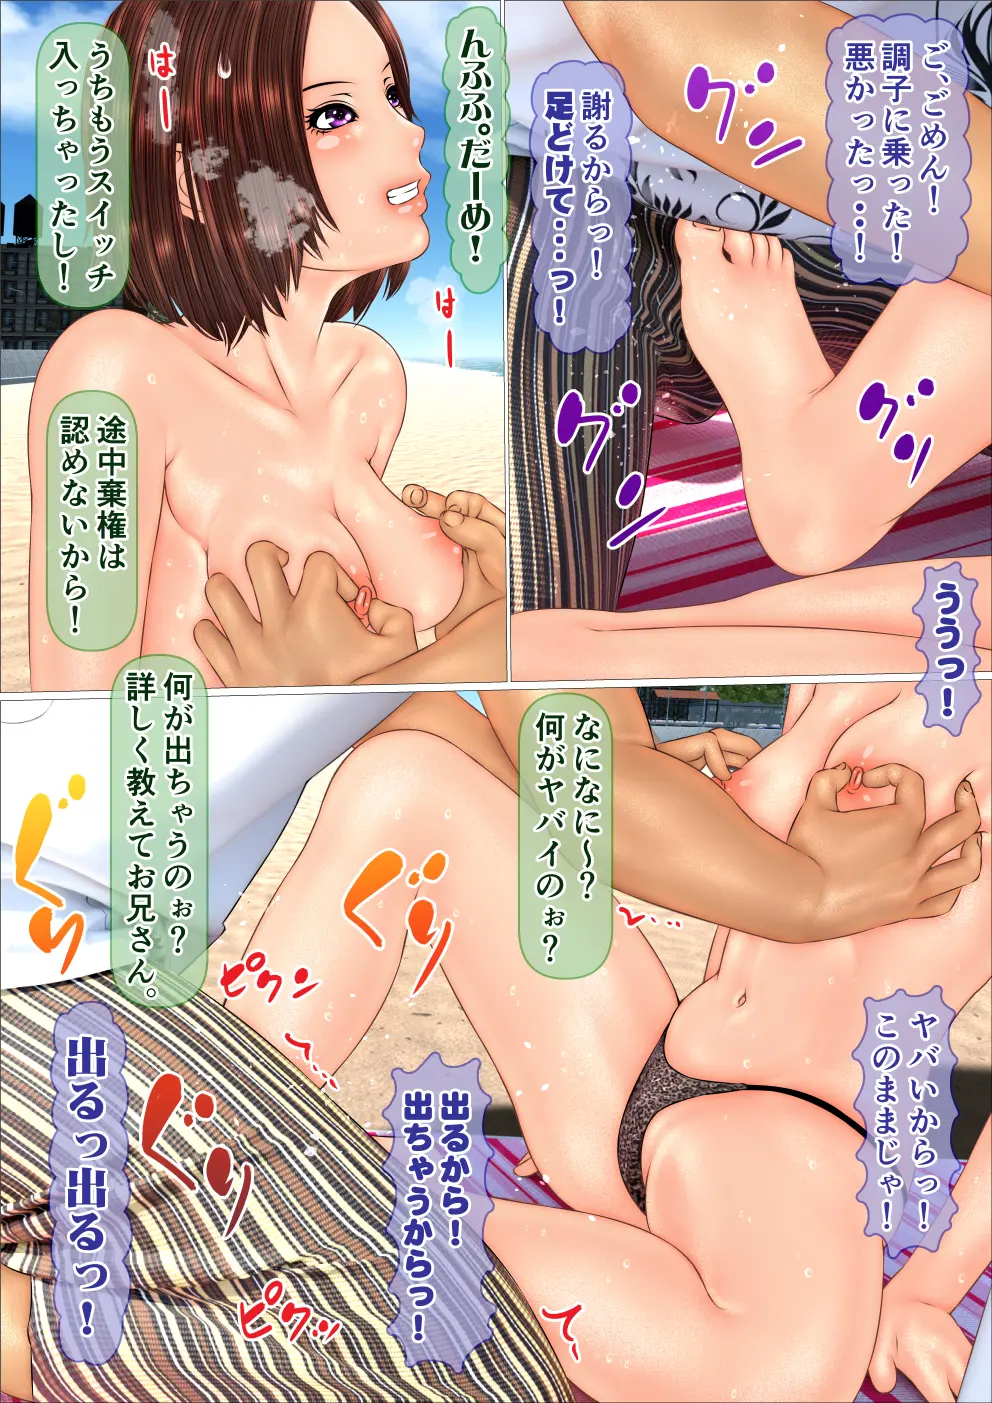 ご、ごめん！
調子に乗った！
悪かったっ‥！
謝るからっ！
足どけて‥‥っ！
グッ
グッ
グッ
グリッ
ううっ！
んふふ。だーめ！
はー
はー
うちもうスイッチ
入っちゃったし！
途中棄権は
認めないから！
なになに～？
何がヤバイのぉ？
何が出ちゃうのぉ？
詳しく教えてお兄さん。
ヤバいからっ！
このままじゃ！
出るから！
出ちゃうからっ！
出るっ出るっ！
ぐり
ぐり
ぐり
ピクン
ピクッ